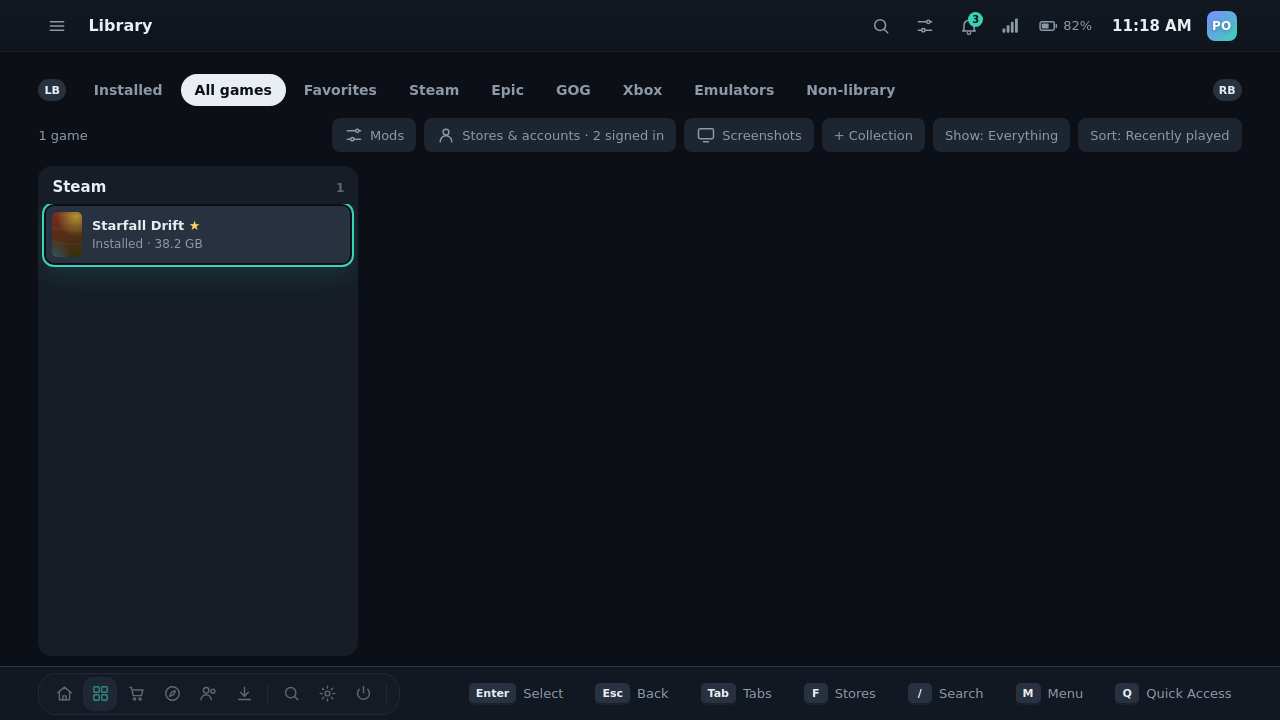 Library
3
82%
11:18 AM
PO
LB
Installed
All games
Favorites
Steam
Epic
GOG
Xbox
Emulators
Non-library
RB
1 game
Mods
Stores & accounts · 2 signed in
Screenshots
+ Collection
Show: Everything
Sort: Recently played
Steam
1
Starfall Drift ★
Installed · 38.2 GB
Enter Select
Esc Back
Tab Tabs
F Stores
/ Search
M Menu
Q Quick Access